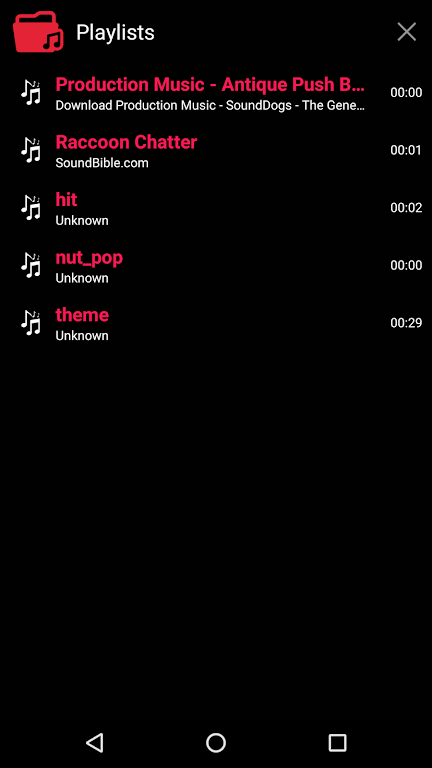 Playlists
Production Music - Antique Push B...
Download Production Music - SoundDogs - The Gene...
00:00
Raccoon Chatter
SoundBible.com
00:01
hit
Unknown
00:02
nut_pop
Unknown
00:00
theme
Unknown
00:29